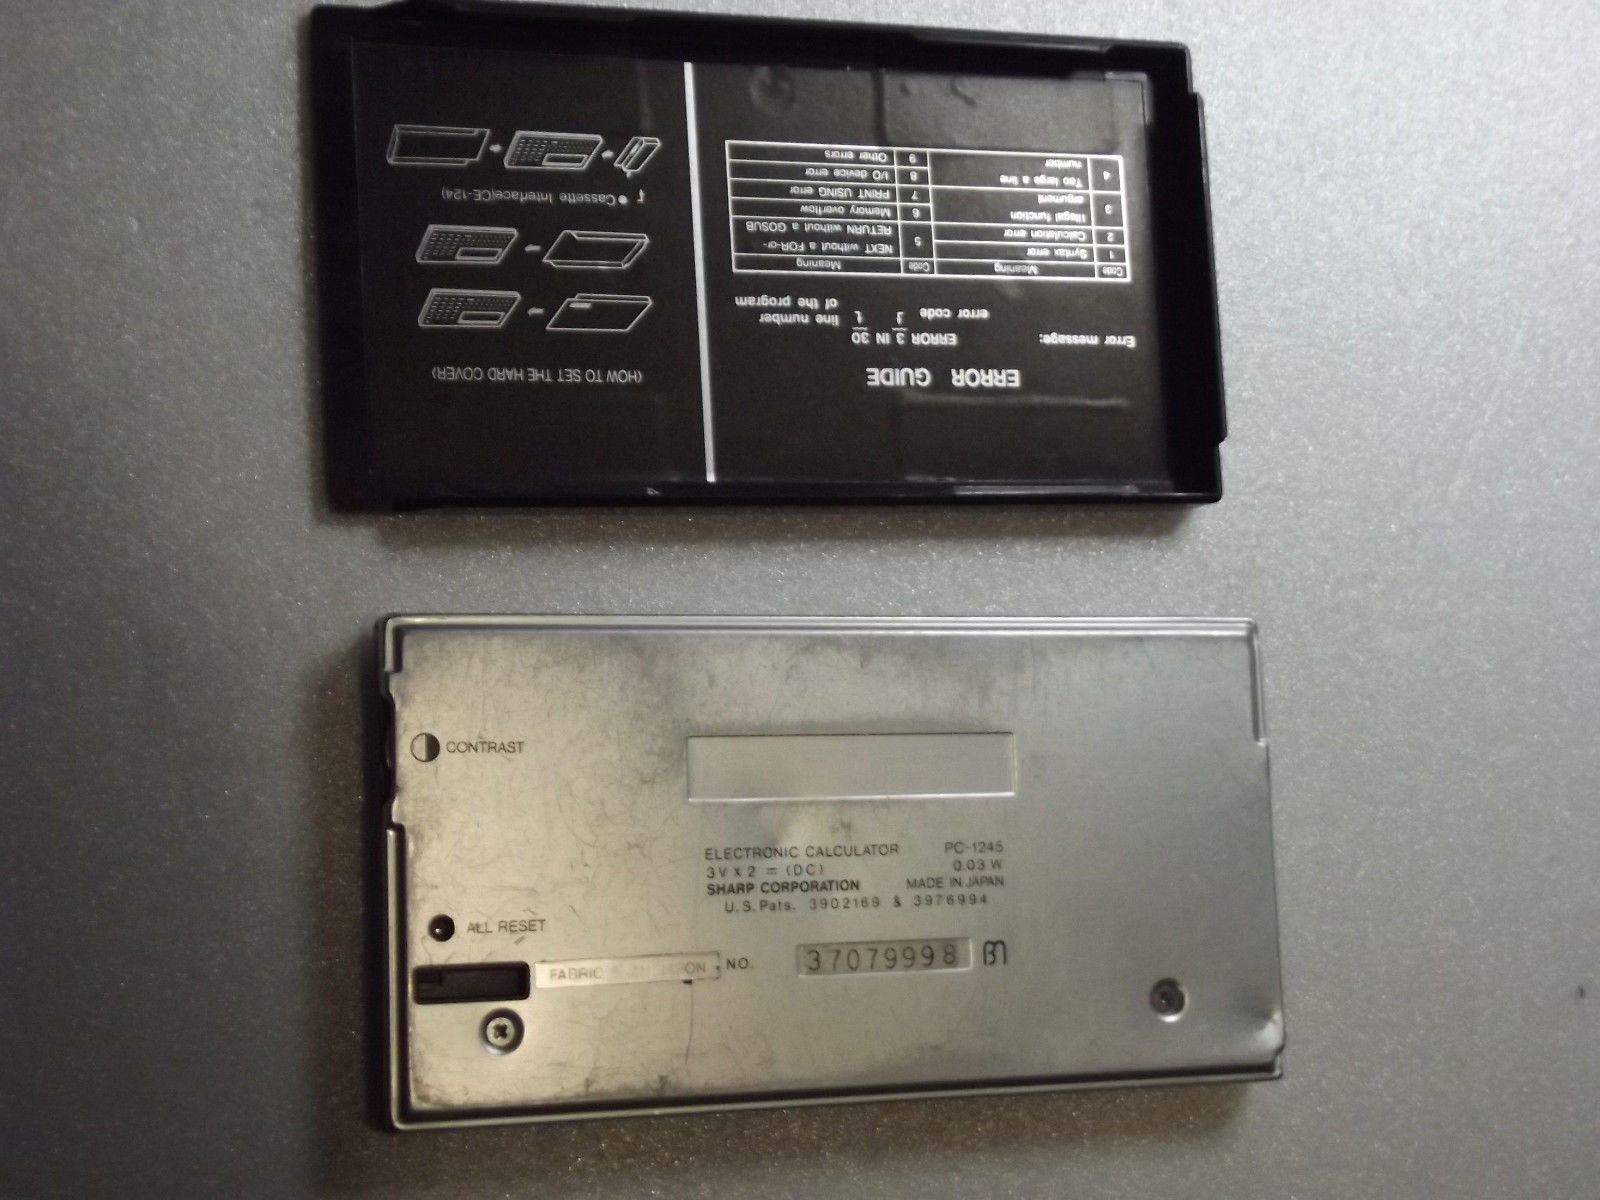 ERROR GUIDE
Error message:
ERROR 3 IN 30
error code
line number
of the program
Code Meaning Code Meaning
1 Syntax error
2 Calculation error
3 Illegal function
argument
4 Too large a line
number
5 NEXT without a FOR-or-
RETURN without a GOSUB
6 Memory overflow
7 PRINT USING error
8 I/O device error
9 Other errors
(HOW TO SET THE HARD COVER)
● Cassette Interface(CE-124)
CONTRAST
ELECTRONIC CALCULATOR PC-1245
3V X 2 = (DC) 0.03 W
SHARP CORPORATION MADE IN JAPAN
U.S. Pats. 3902169 & 3976994
ALL RESET
NO. 37079998